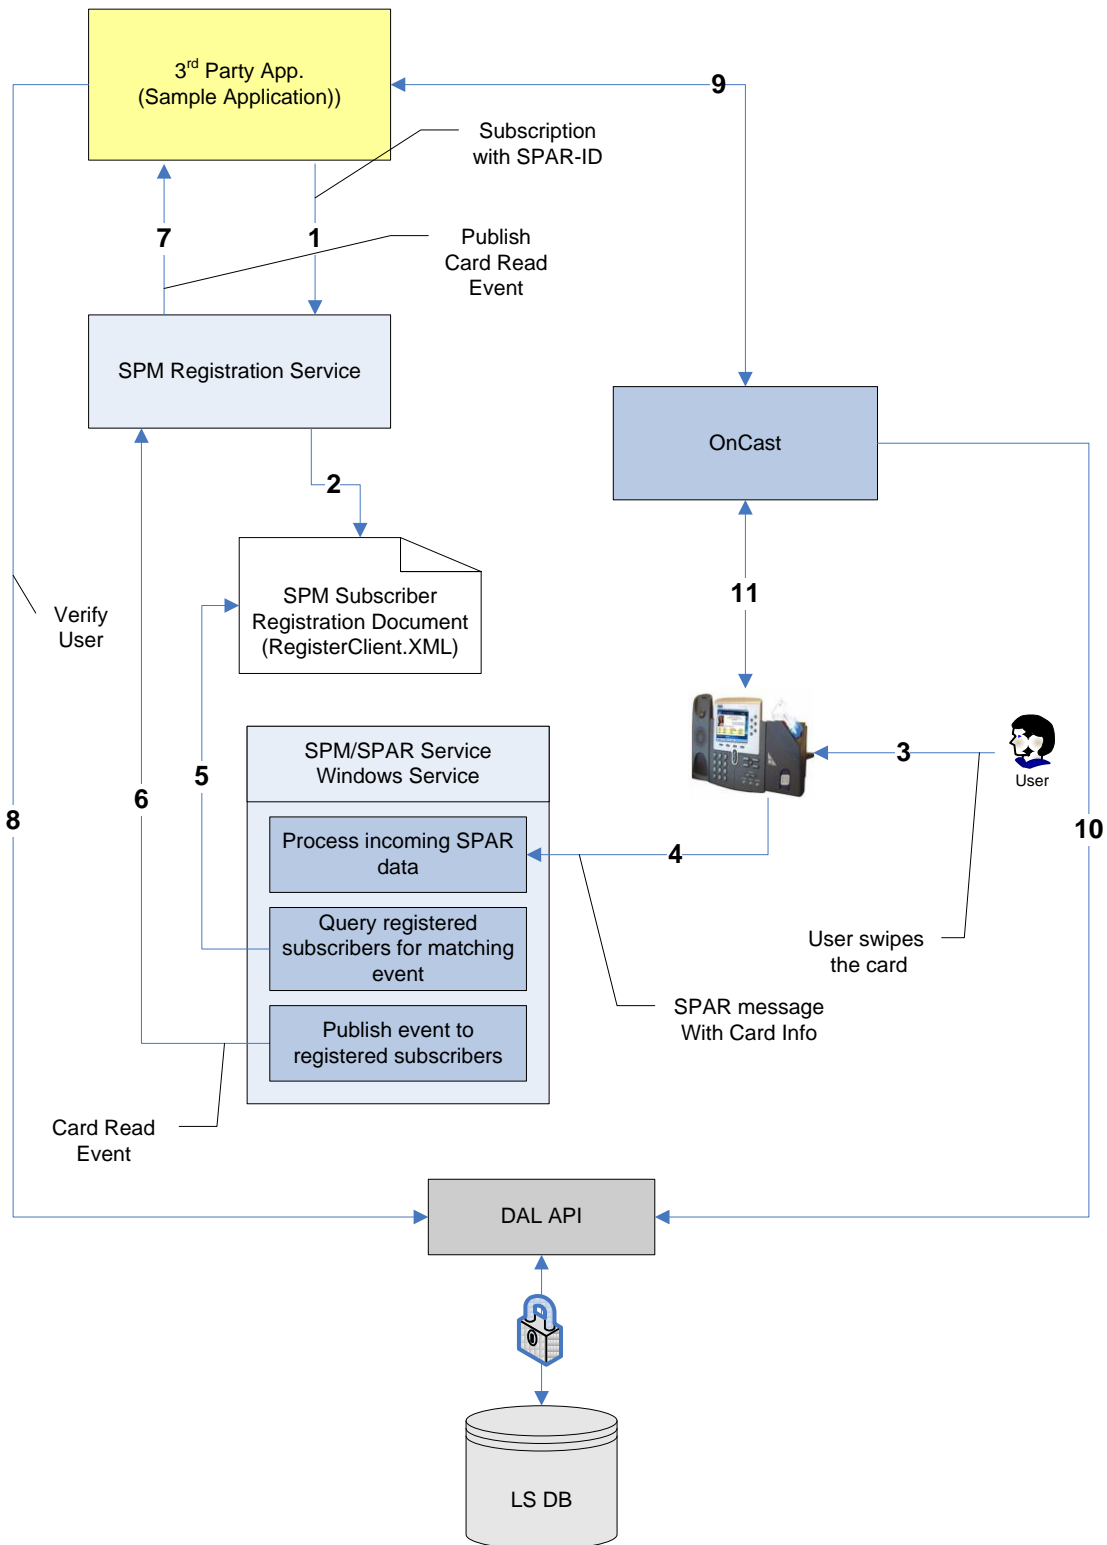 3rd Party App.
(Sample Application))
9
Subscription
with SPAR-ID
7
1
Publish
Card Read
Event
SPM Registration Service
OnCast
2
SPM Subscriber
Registration Document
(RegisterClient.XML)
Verify
User
11
SPM/SPAR Service
Windows Service
5
6
3
User
8
10
Process incoming SPAR
data
4
Query registered
subscribers for matching
event
User swipes
the card
SPAR message
With Card Info
Publish event to
registered subscribers
Card Read
Event
DAL API
LS DB